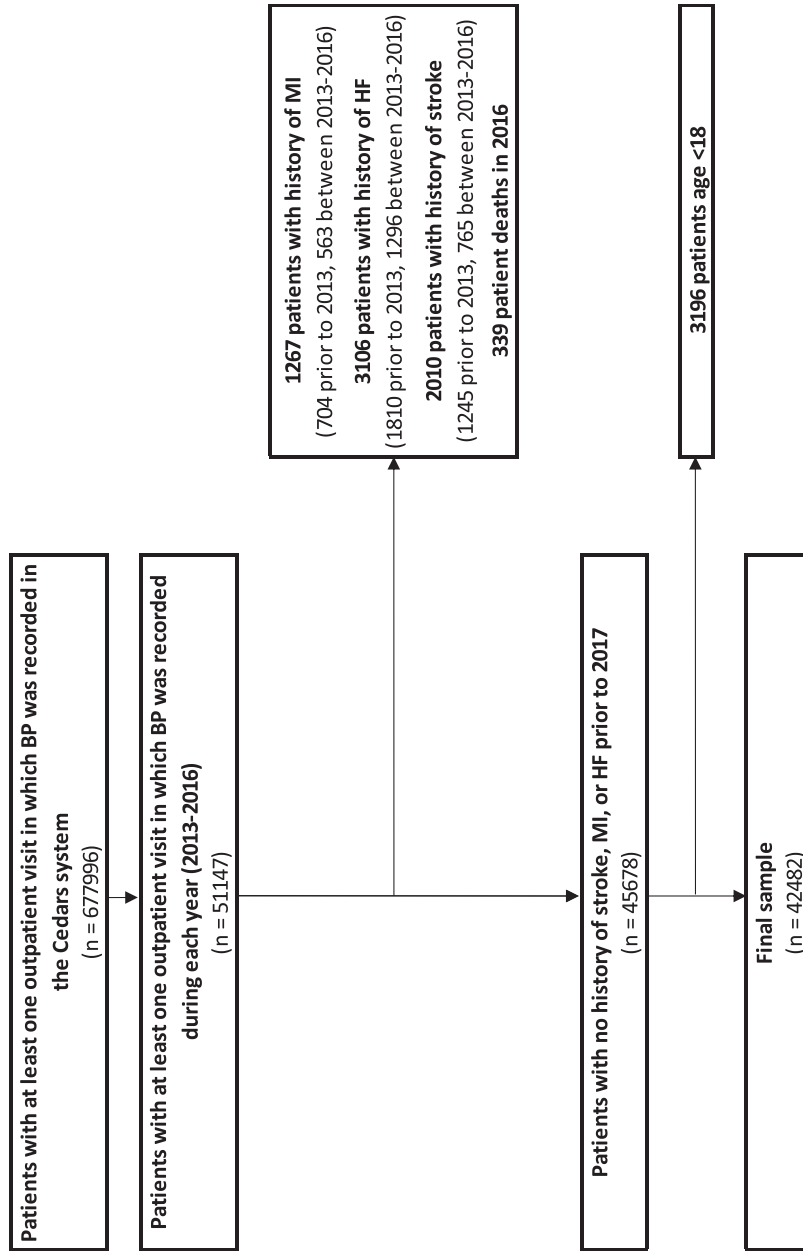 Patients with at least one outpatient visit in which BP was recorded in
the Cedars system
(n = 677996)
Patients with at least one outpatient visit in which BP was recorded
during each year (2013-2016)
(n = 51147)
1267 patients with history of MI
(704 prior to 2013, 563 between 2013-2016)
3106 patients with history of HF
(1810 prior to 2013, 1296 between 2013-2016)
2010 patients with history of stroke
(1245 prior to 2013, 765 between 2013-2016)
339 patient deaths in 2016
Patients with no history of stroke, MI, or HF prior to 2017
(n = 45678)
3196 patients age <18
Final sample
(n = 42482)